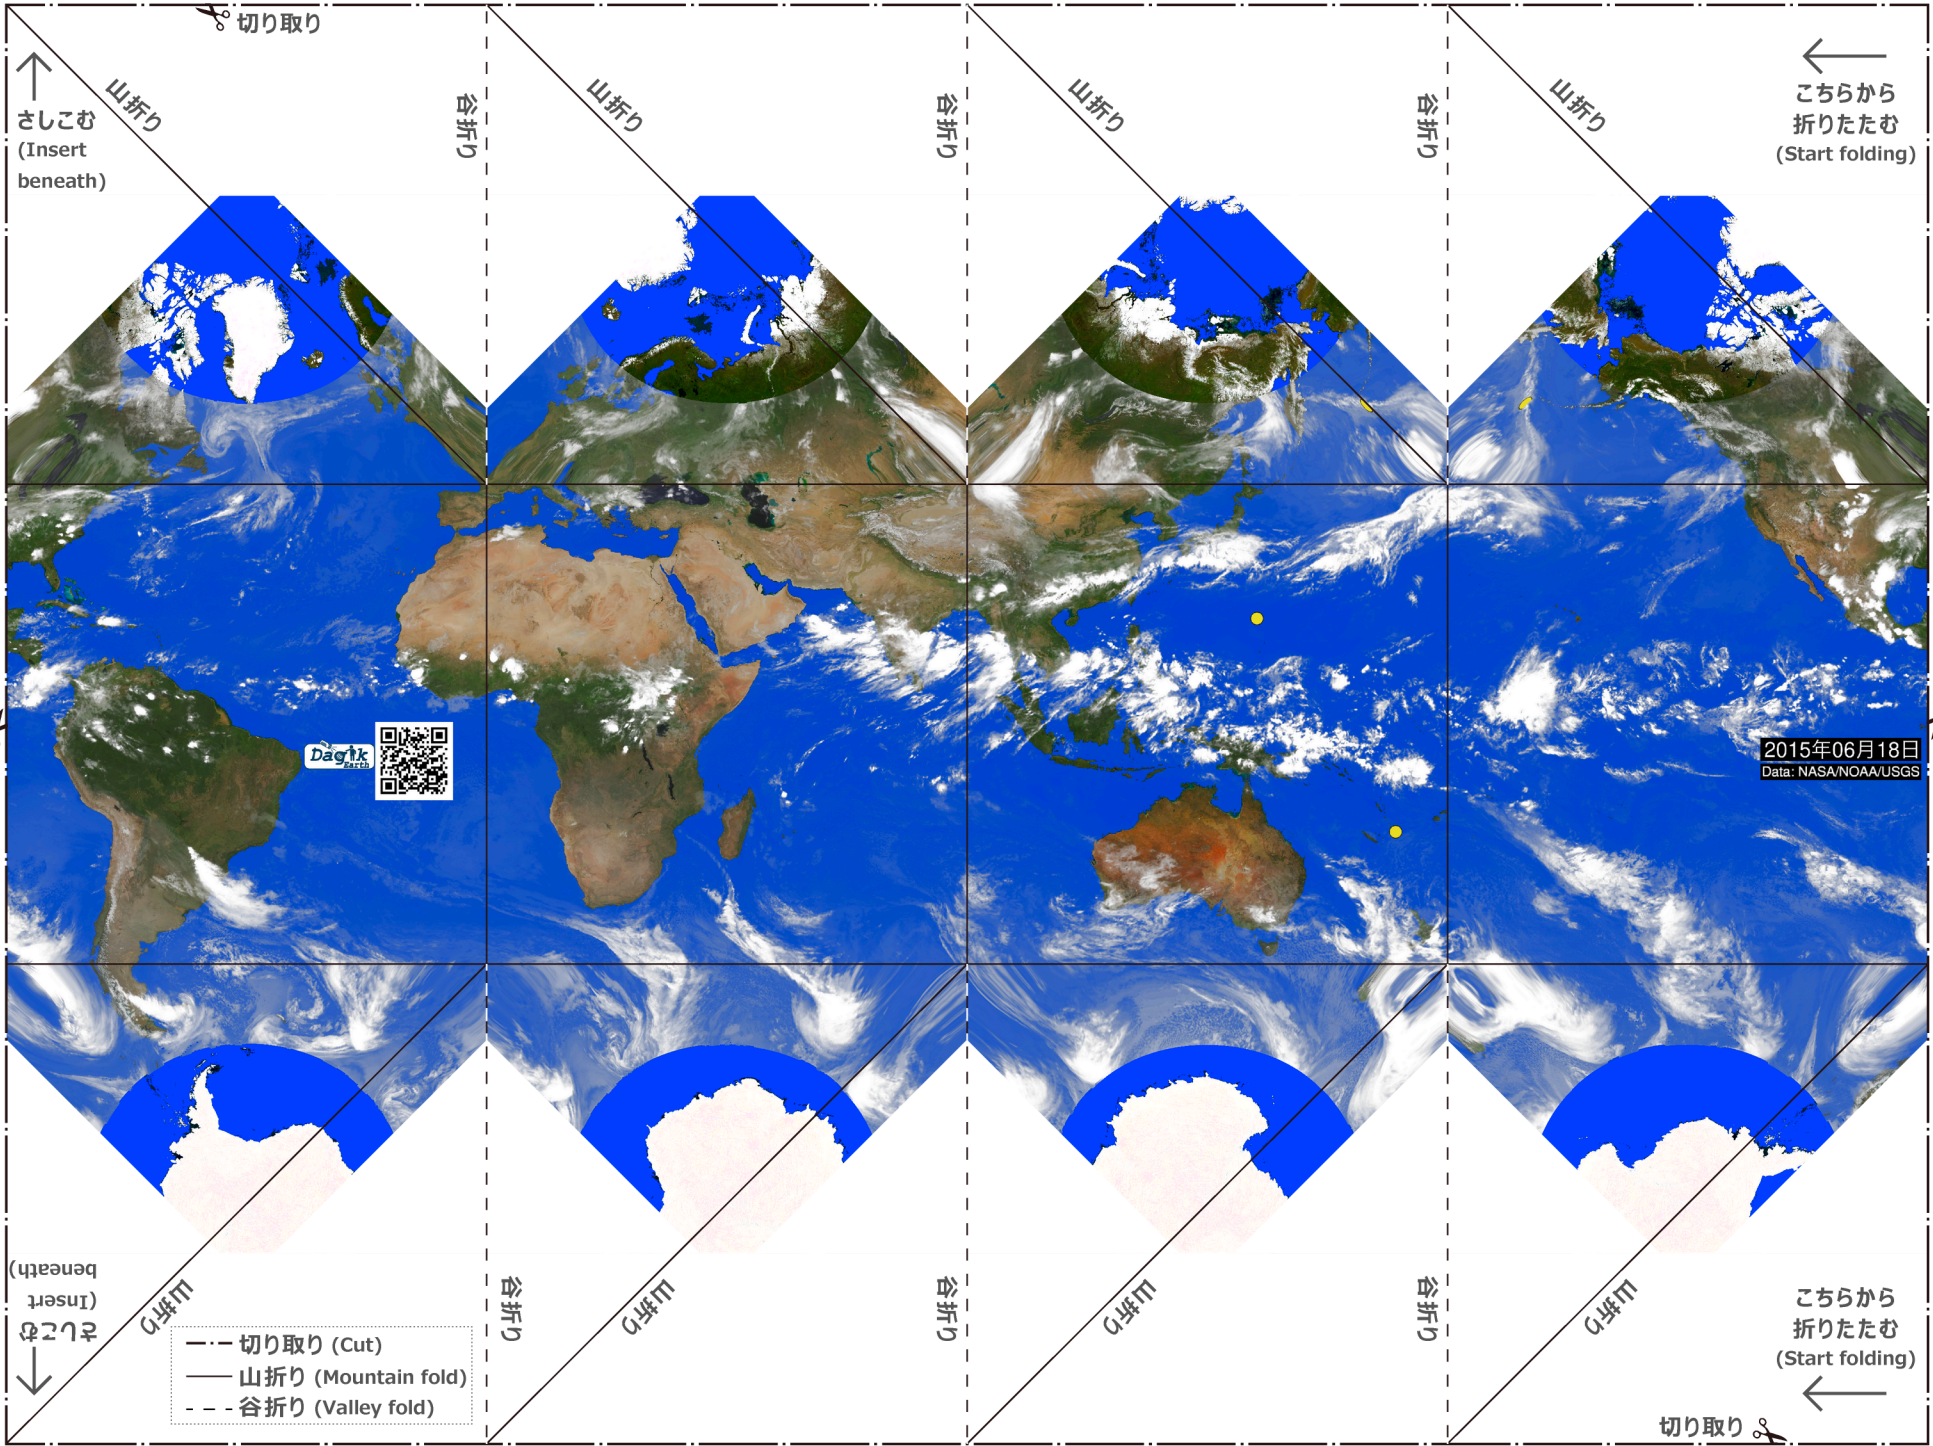 切り取り
山折り
谷折り
山折り
谷折り
山折り
谷折り
山折り
さしこむ
(Insert
beneath)
こちらから
折りたたむ
(Start folding)
Dagik
Earth
2015年06月18日
Data: NASA/NOAA/USGS
さしこむ
(Insert
beneath)
山折り
谷折り
山折り
谷折り
山折り
谷折り
山折り
切り取り (Cut)
山折り (Mountain fold)
谷折り (Valley fold)
こちらから
折りたたむ
(Start folding)
切り取り